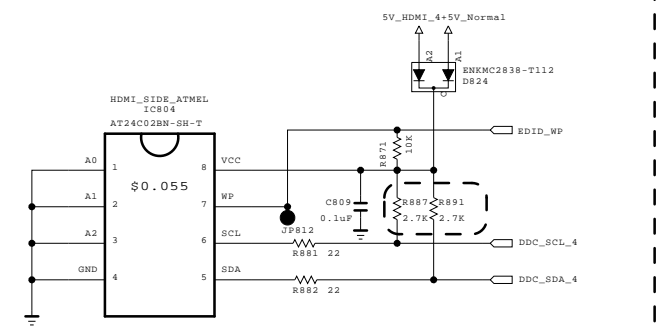 5V_HDMI_4+5V_Normal
A2
A1
ENKMC2838-T112
D824
C
HDMI_SIDE_ATMEL
IC804
AT24C02BN-SH-T
EDID_WP
R871
10K
A0
1
8
VCC
$0.055
A1
2
7
WP
C809
0.1uF
R887
2.7K
R891
2.7K
JP812
A2
3
6
SCL
R881 22
DDC_SCL_4
GND
4
5
SDA
R882 22
DDC_SDA_4